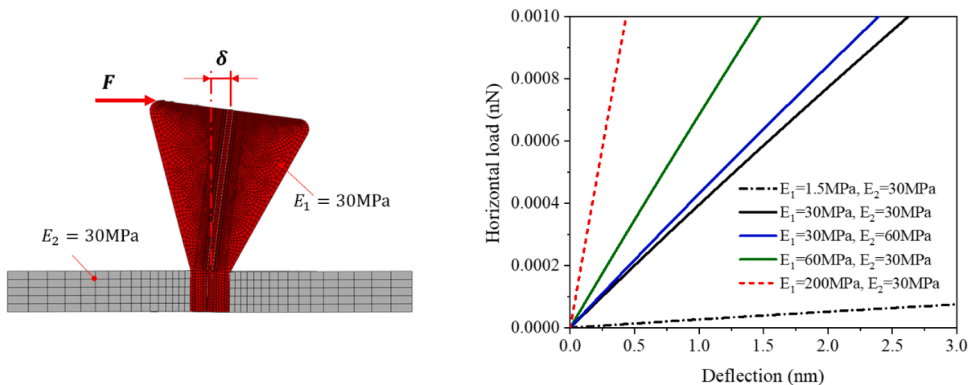 δ
F
E₁ = 30MPa
E₂ = 30MPa
Horizontal load (nN)
0.0010
0.0008
0.0006
0.0004
0.0002
0.0000
E₁=1.5MPa, E₂=30MPa
E₁=30MPa, E₂=30MPa
E₁=30MPa, E₂=60MPa
E₁=60MPa, E₂=30MPa
E₁=200MPa, E₂=30MPa
0.0 0.5 1.0 1.5 2.0 2.5 3.0
Deflection (nm)